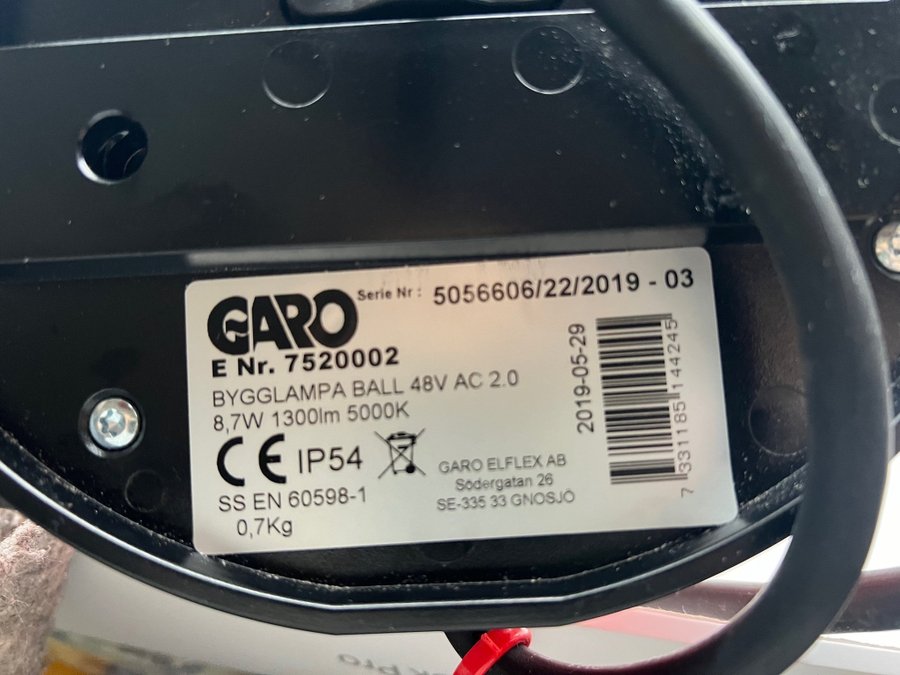 GARO
Serie Nr: 5056606/22/2019 - 03
E Nr. 7520002
BYGGLAMPA BALL 48V AC 2.0
8,7W 1300lm 5000K
CE IP54
SS EN 60598-1
0,7Kg
GARO ELFLEX AB
Södergatan 26
SE-335 33 GNOSJÖ
2019-05-29
7 331185 144245